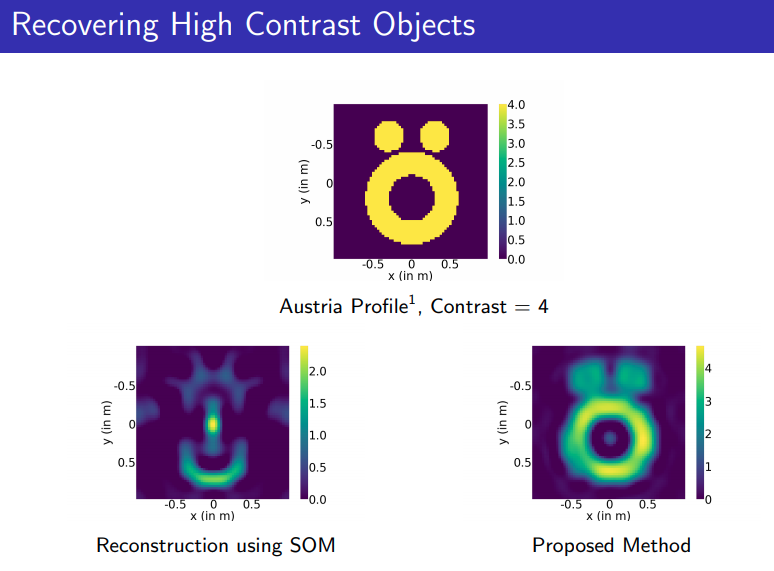 Recovering High Contrast Objects
4.0
3.5
3.0
2.5
2.0
1.5
1.0
0.5
0.0
y (in m)
-0.5
0
0.5
-0.5 0 0.5
x (in m)
Austria Profile¹, Contrast = 4
y (in m)
-0.5
0
0.5
-0.5 0 0.5
x (in m)
2.0
1.5
1.0
0.5
0.0
Reconstruction using SOM
y (in m)
-0.5
0
0.5
-0.5 0 0.5
x (in m)
4
3
2
1
0
Proposed Method